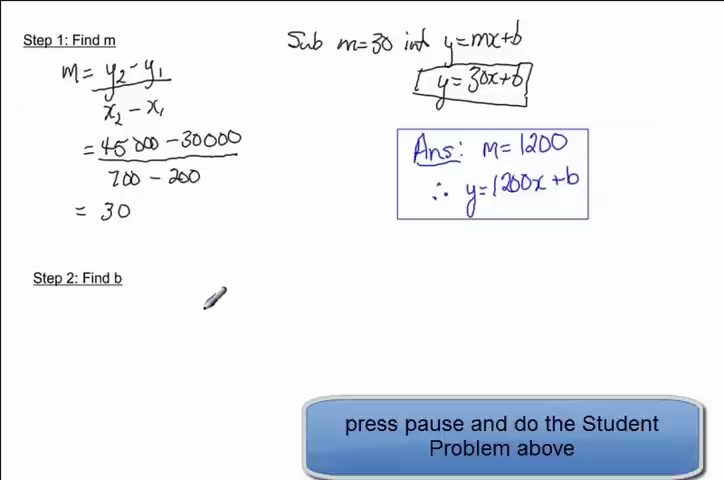 Step 1: Find m
m = y₂ - y₁
x₂ - x₁
= 45000 - 30000
700 - 200
= 30
Sub m=30 int y=mx+b
y=30x+b
Ans: m=1200
∴ y=1200x+b
Step 2: Find b
press pause and do the Student
Problem above